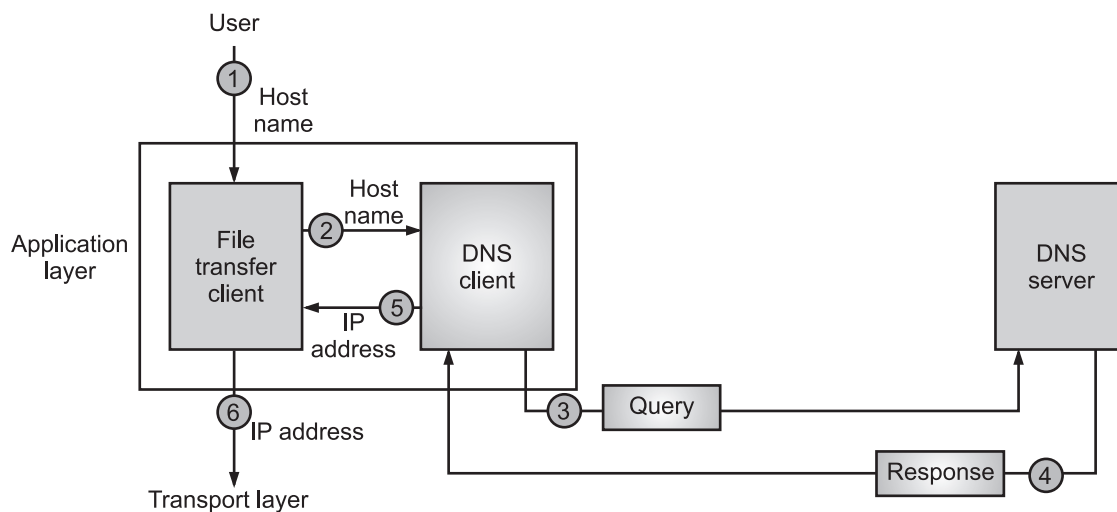 User
1
Host
name
Application
layer
File
transfer
client
2
Host
name
5
IP
address
DNS
client
DNS
server
3
Query
6
IP address
Response
4
Transport layer